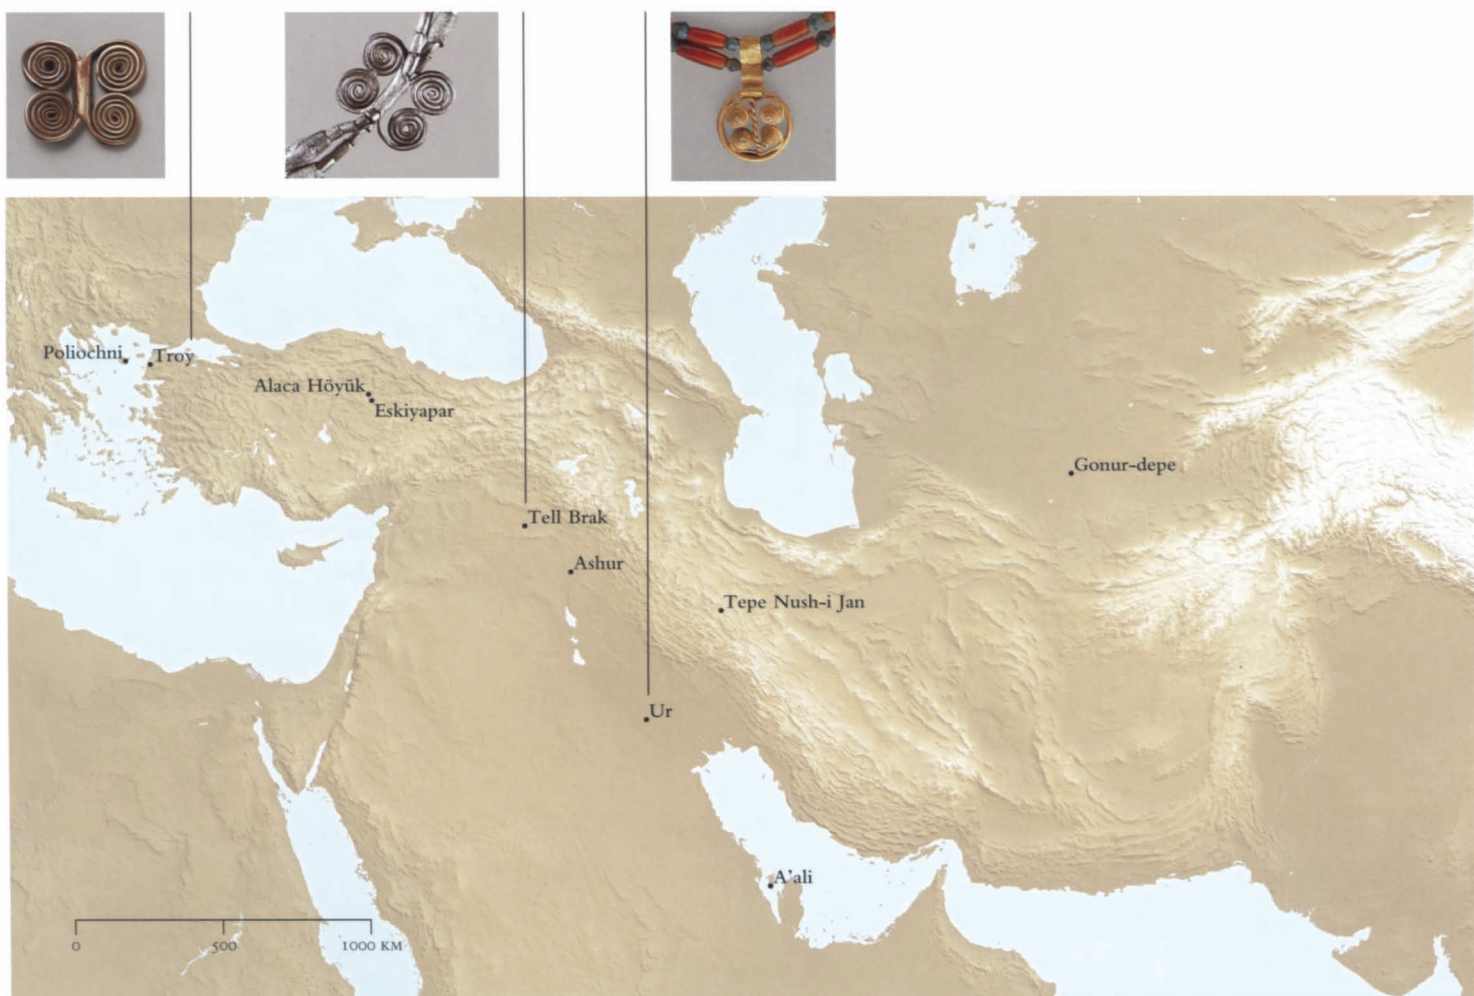 Poliochni
Troy
Alaca Höyük
Eskiyapar
Gonur-depe
Tell Brak
Ashur
Tepe Nush-i Jan
Ur
A'ali
0 500 1000 KM